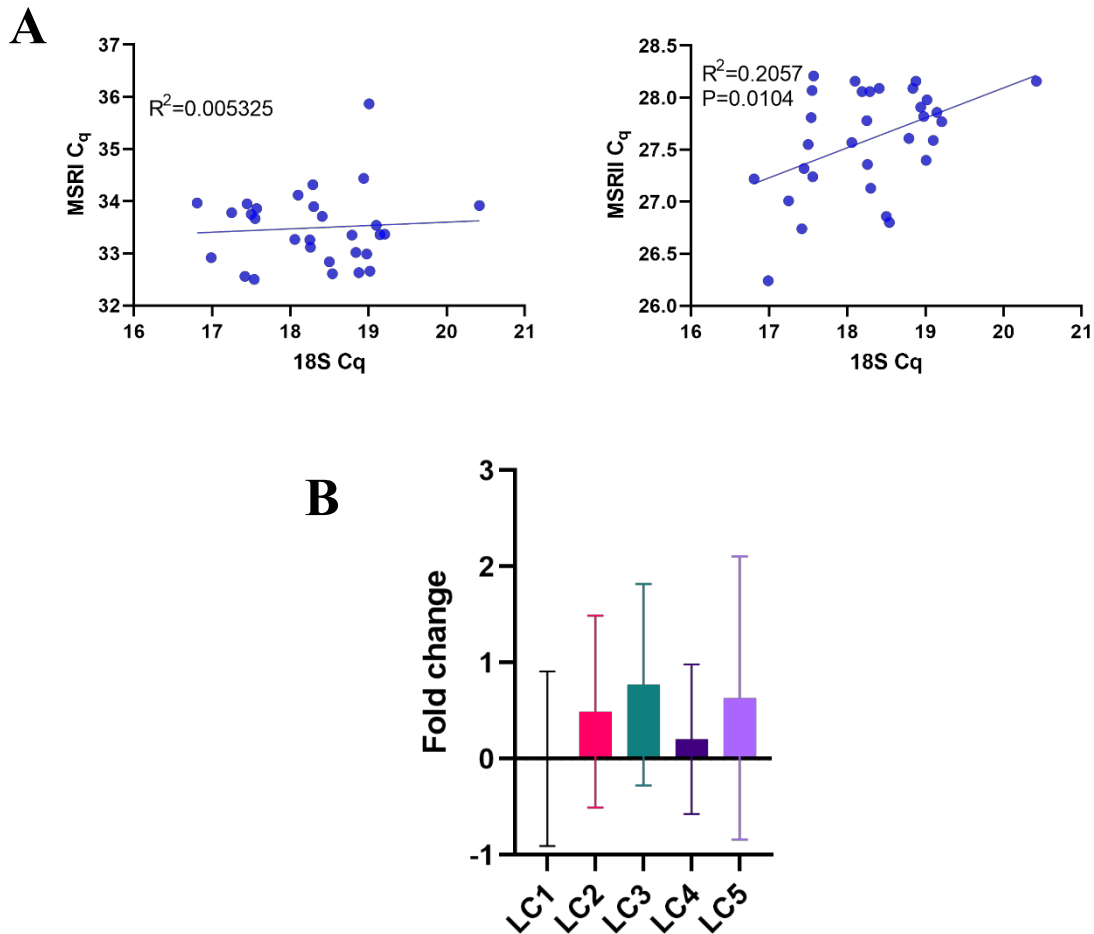 A
37
36
35
34
33
32
MSRI Cq
R2=0.005325
16 17 18 19 20 21
18S Cq
28.5
28.0
27.5
27.0
26.5
26.0
MSRII Cq
R2=0.2057
P=0.0104
16 17 18 19 20 21
18S Cq
B
3
2
1
0
-1
Fold change
LC1 LC2 LC3 LC4 LC5